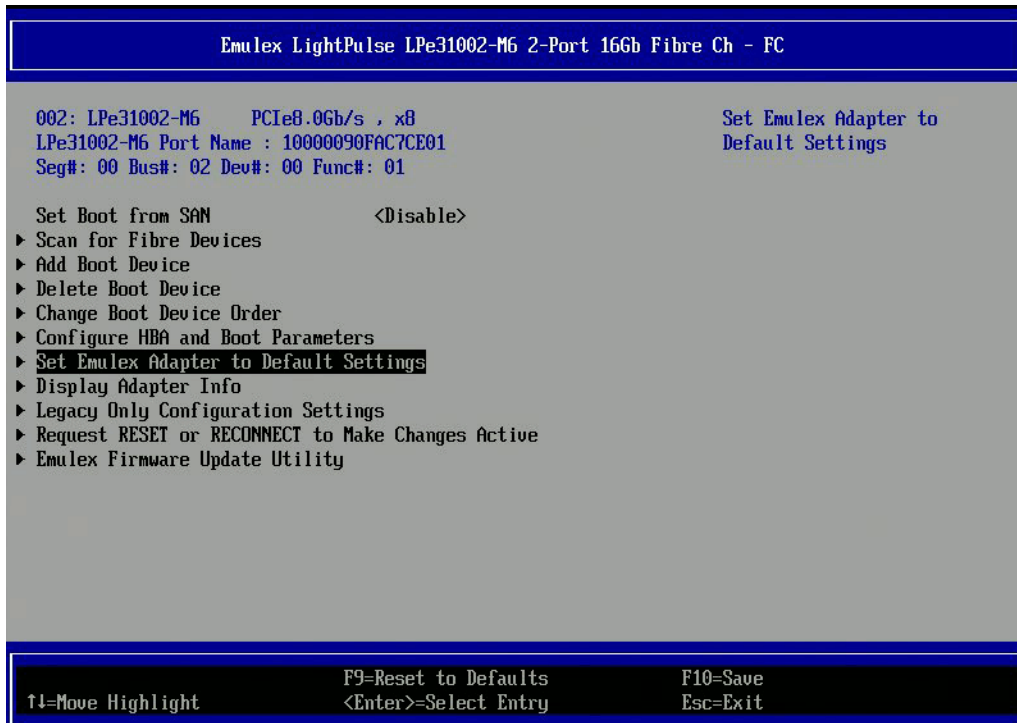 Emulex LightPulse LPe31002-M6 2-Port 16Gb Fibre Ch - FC
002: LPe31002-M6 PCIe8.0Gb/s , x8
LPe31002-M6 Port Name : 10000090FAC7CE01
Seg#: 00 Bus#: 02 Dev#: 00 Func#: 01
Set Emulex Adapter to
Default Settings
Set Boot from SAN <Disable>
Scan for Fibre Devices
Add Boot Device
Delete Boot Device
Change Boot Device Order
Configure HBA and Boot Parameters
Set Emulex Adapter to Default Settings
Display Adapter Info
Legacy Only Configuration Settings
Request RESET or RECONNECT to Make Changes Active
Emulex Firmware Update Utility
F9=Reset to Defaults F10=Save
↑↓=Move Highlight <Enter>=Select Entry Esc=Exit